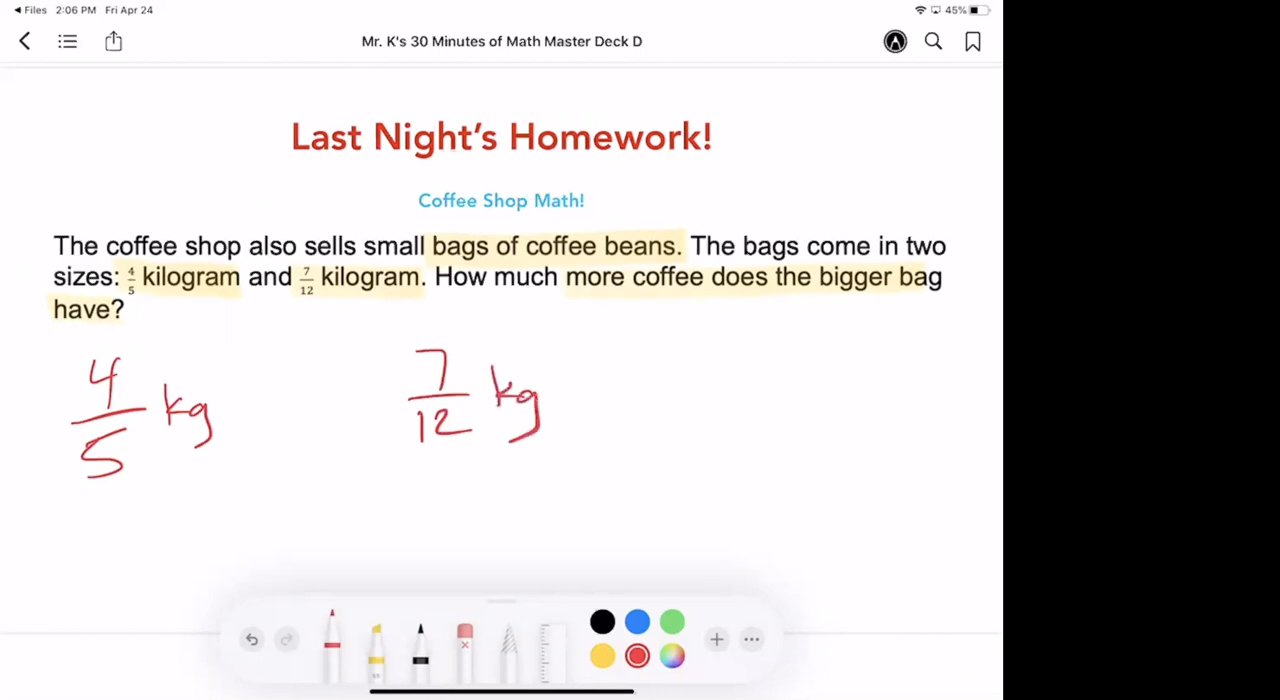 ◀ Files 2:06 PM Fri Apr 24 45%
Mr. K's 30 Minutes of Math Master Deck D
Last Night's Homework!
Coffee Shop Math!
The coffee shop also sells small bags of coffee beans. The bags come in two
sizes: 4/5 kilogram and 7/12 kilogram. How much more coffee does the bigger bag
have?
4/5 kg 7/12 kg